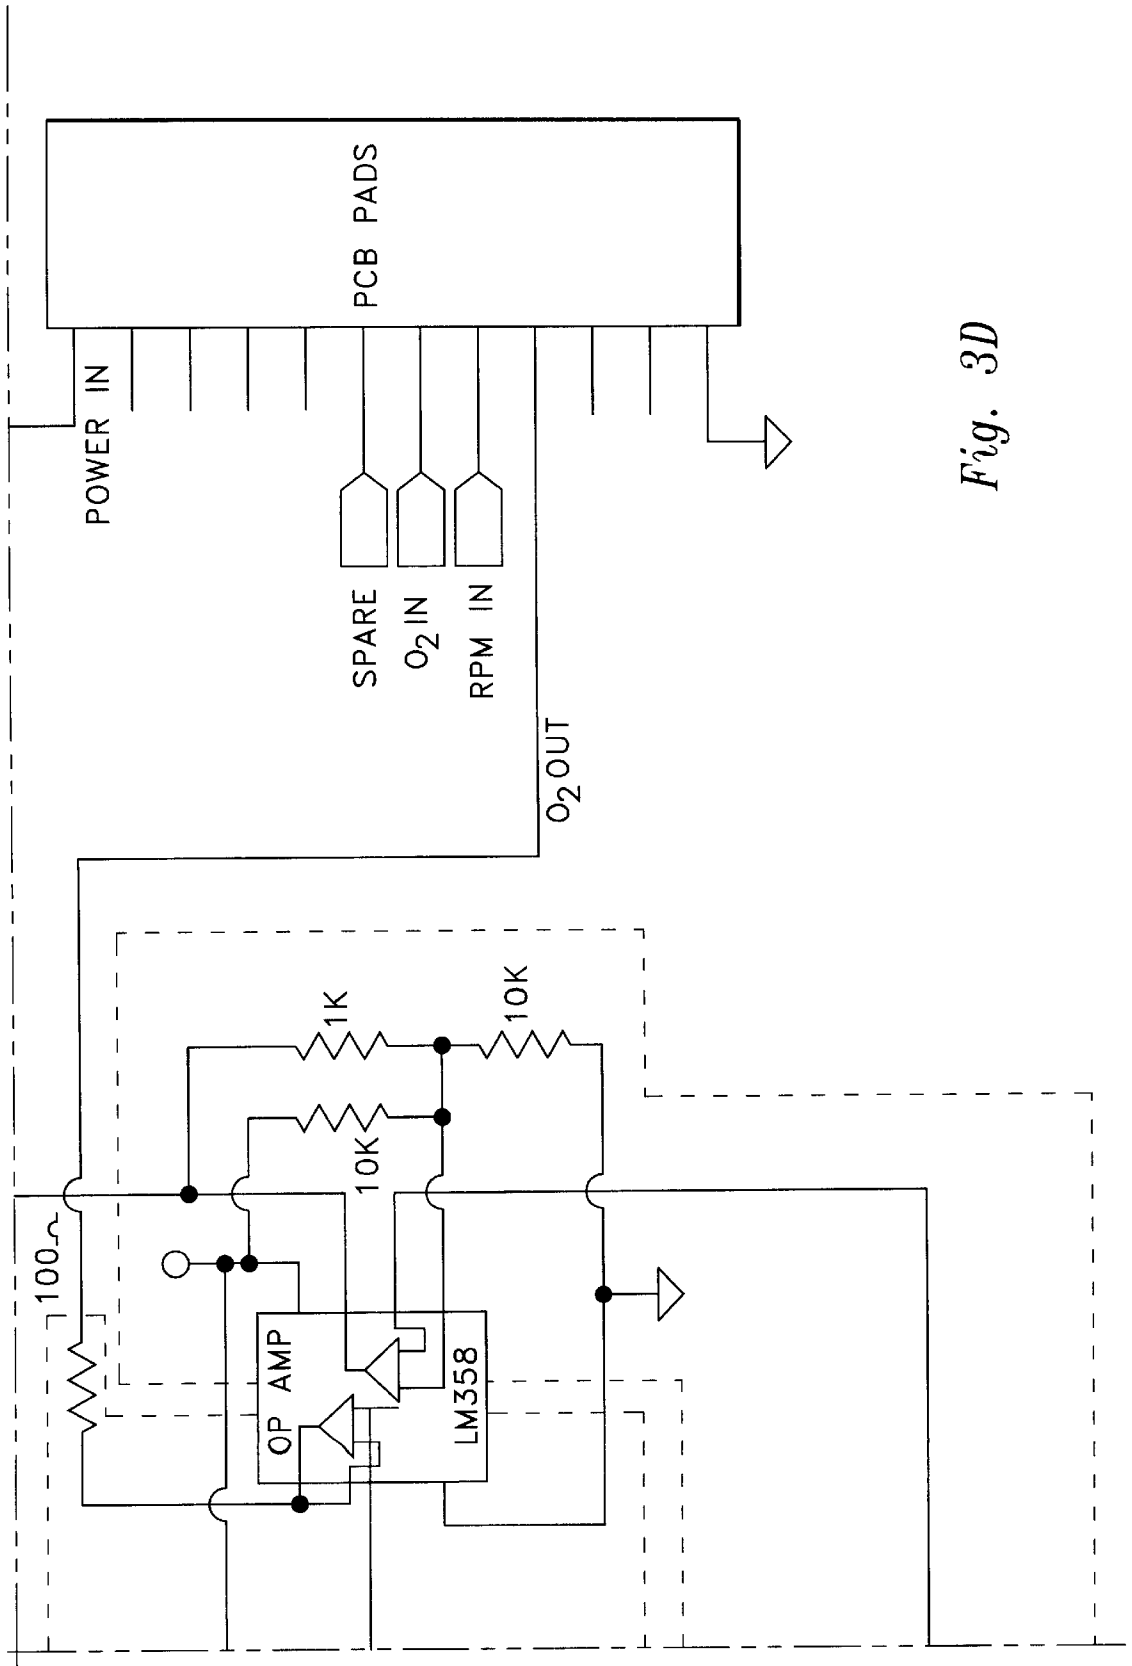 PCB PADS
POWER IN
SPARE
O2 IN
RPM IN
O2 OUT
100
1K
10K
10K
OP AMP
LM358
Fig. 3D